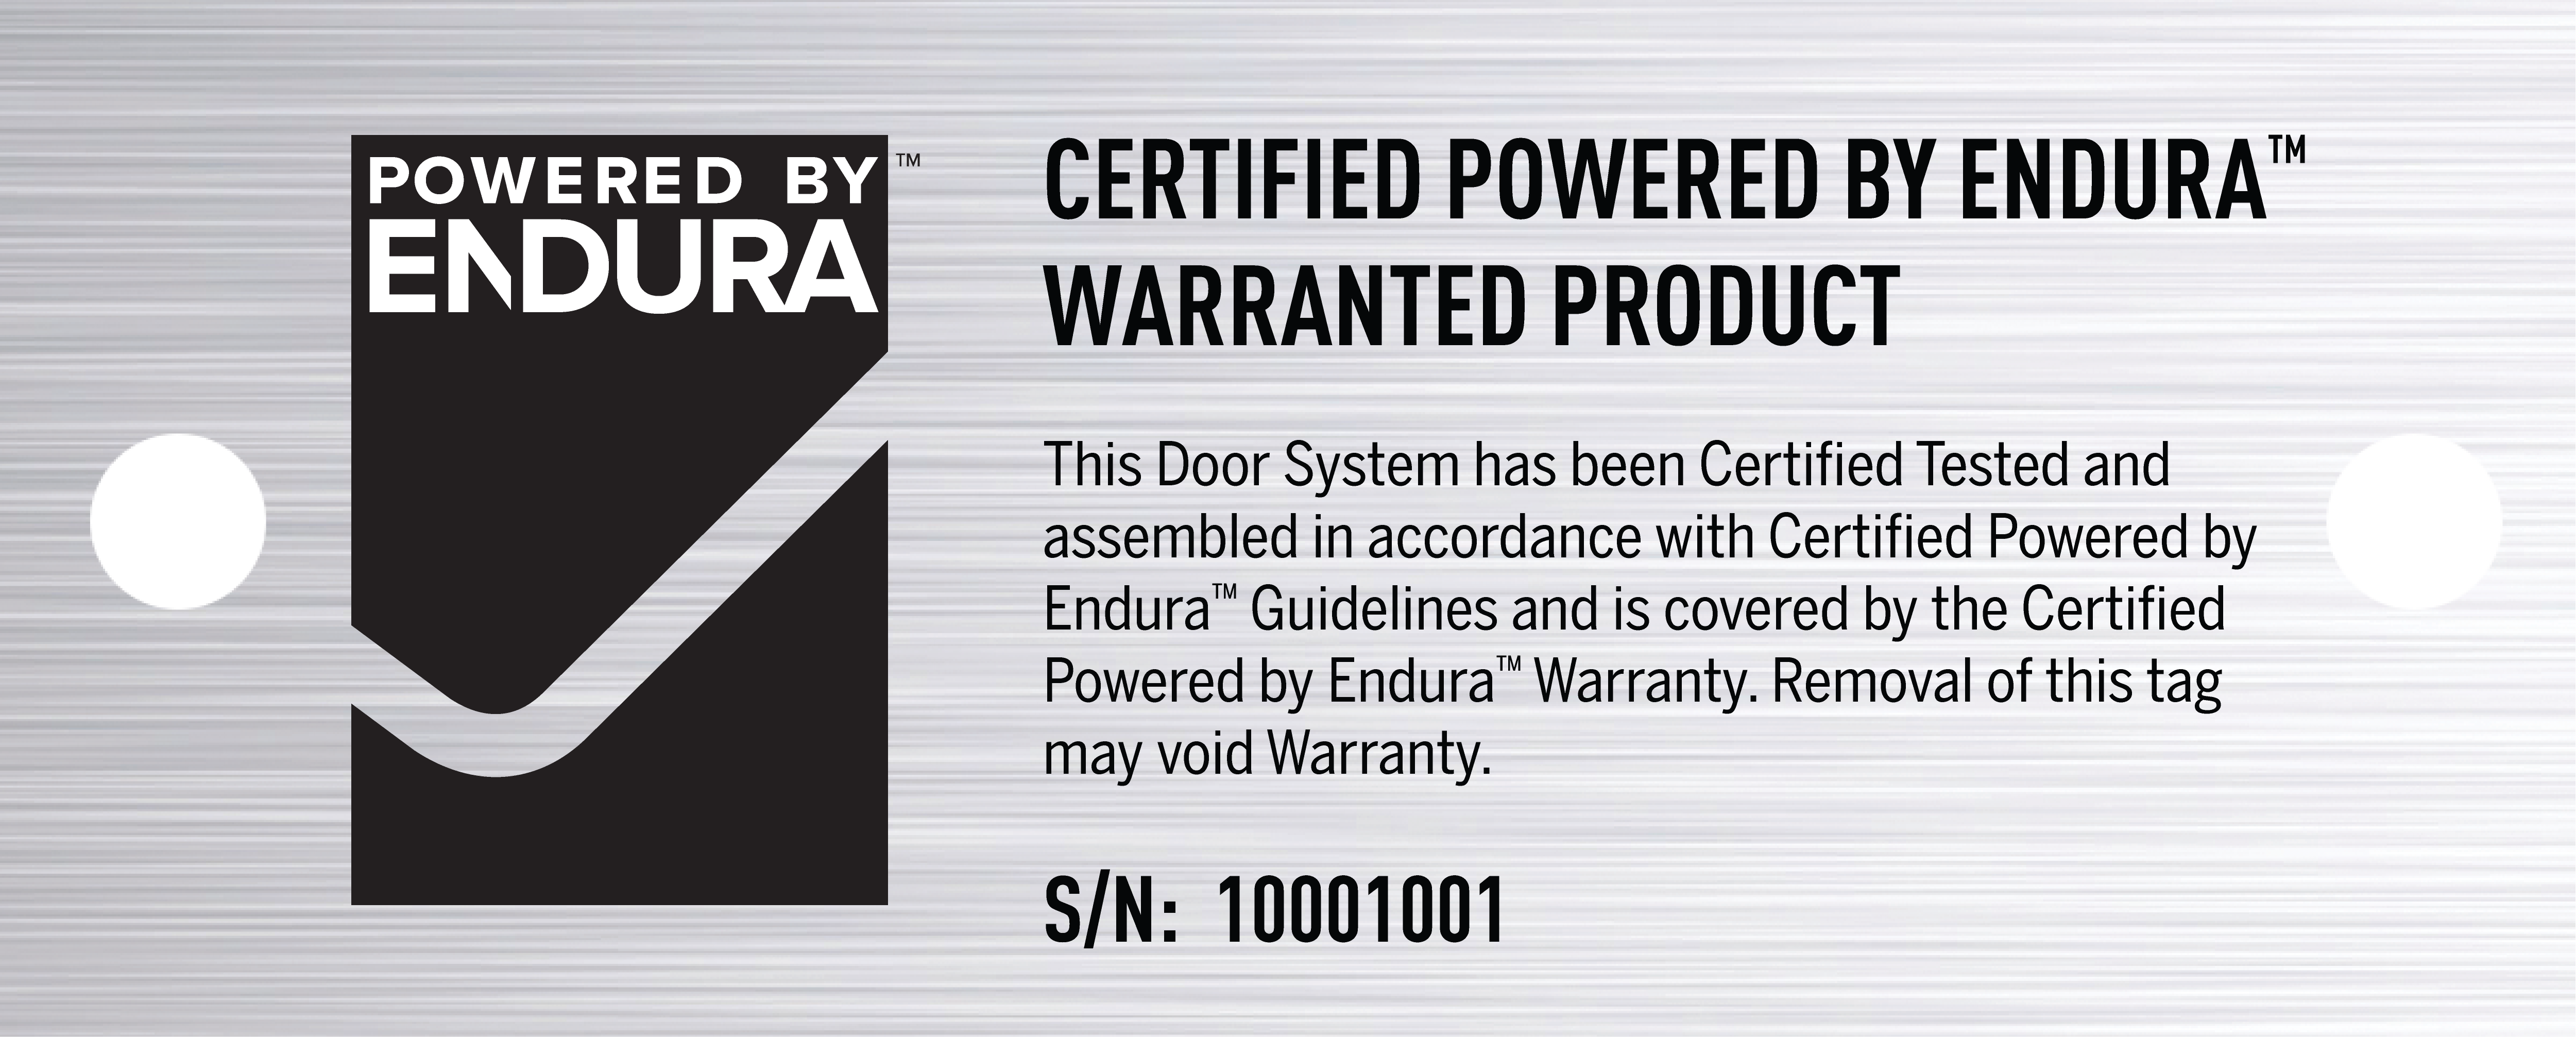 POWERED BY ™
ENDURA
CERTIFIED POWERED BY ENDURA™
WARRANTED PRODUCT
This Door System has been Certified Tested and
assembled in accordance with Certified Powered by
Endura™ Guidelines and is covered by the Certified
Powered by Endura™ Warranty. Removal of this tag
may void Warranty.
S/N: 10001001